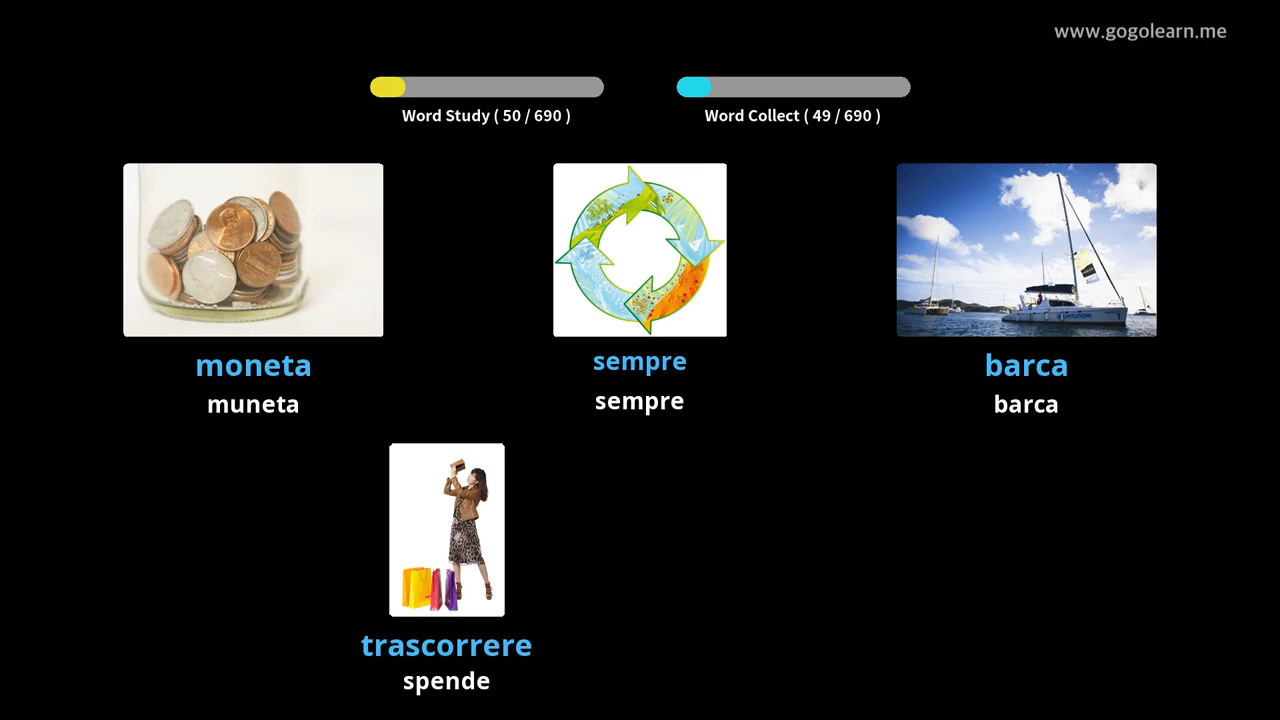 www.gogolearn.me
Word Study ( 50 / 690 )
Word Collect ( 49 / 690 )
moneta
muneta
sempre
sempre
barca
barca
trascorrere
spende